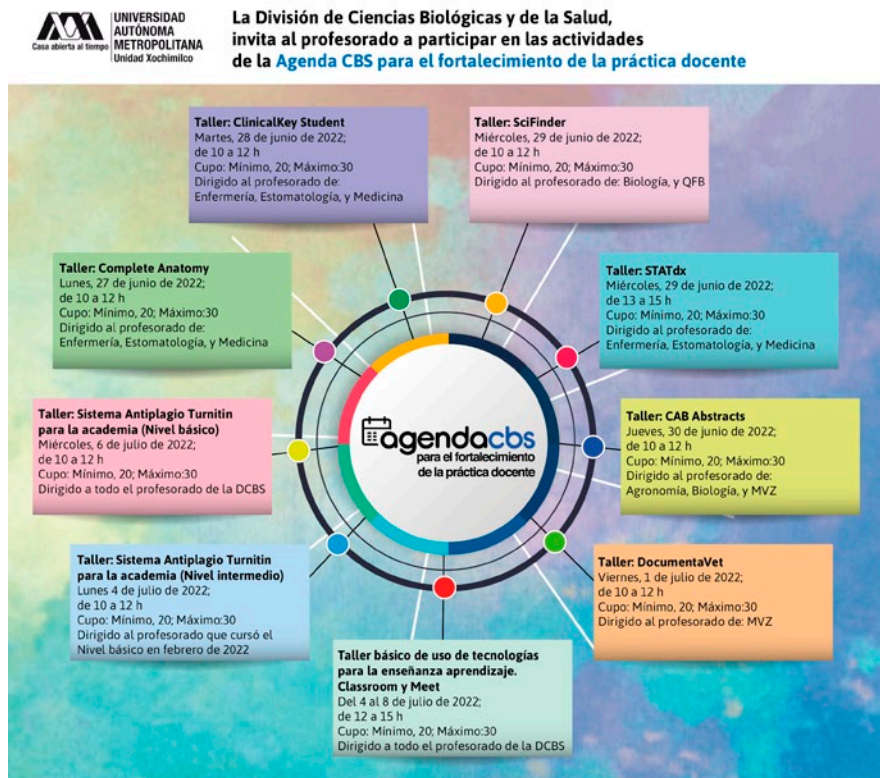 UNIVERSIDAD
AUTÓNOMA
METROPOLITANA
Unidad Xochimilco
Casa abierta al tiempo
La División de Ciencias Biológicas y de la Salud,
invita al profesorado a participar en las actividades
de la Agenda CBS para el fortalecimiento de la práctica docente
Taller: ClinicalKey Student
Martes, 28 de junio de 2022;
de 10 a 12 h
Cupo: Mínimo, 20; Máximo:30
Dirigido al profesorado de:
Enfermería, Estomatología, y Medicina
Taller: SciFinder
Miércoles, 29 de junio de 2022;
de 10 a 12 h
Cupo: Mínimo, 20; Máximo:30
Dirigido al profesorado de: Biología, y QFB
Taller: Complete Anatomy
Lunes, 27 de junio de 2022;
de 10 a 12 h
Cupo: Mínimo, 20; Máximo:30
Dirigido al profesorado de:
Enfermería, Estomatología, y Medicina
Taller: STATdx
Miércoles, 29 de junio de 2022;
de 13 a 15 h
Cupo: Mínimo, 20; Máximo:30
Dirigido al profesorado de:
Enfermería, Estomatología, y Medicina
Taller: Sistema Antiplagio Turnitin
para la academia (Nivel básico)
Miércoles, 6 de julio de 2022;
de 10 a 12 h
Cupo: Mínimo, 20; Máximo:30
Dirigido a todo el profesorado de la DCBS
agendacbs
para el fortalecimiento
de la práctica docente
Taller: CAB Abstracts
Jueves, 30 de junio de 2022;
de 10 a 12 h
Cupo: Mínimo, 20; Máximo:30
Dirigido al profesorado de:
Agronomía, Biología, y MVZ
Taller: Sistema Antiplagio Turnitin
para la academia (Nivel intermedio)
Lunes 4 de julio de 2022;
de 10 a 12 h
Cupo: Mínimo, 20; Máximo:30
Dirigido al profesorado que cursó el
Nivel básico en febrero de 2022
Taller: DocumentaVet
Viernes, 1 de julio de 2022;
de 10 a 12 h
Cupo: Mínimo, 20; Máximo:30
Dirigido al profesorado de: MVZ
Taller básico de uso de tecnologías
para la enseñanza aprendizaje.
Classroom y Meet
Del 4 al 8 de julio de 2022;
de 12 a 15 h
Cupo: Mínimo, 20; Máximo:30
Dirigido a todo el profesorado de la DCBS